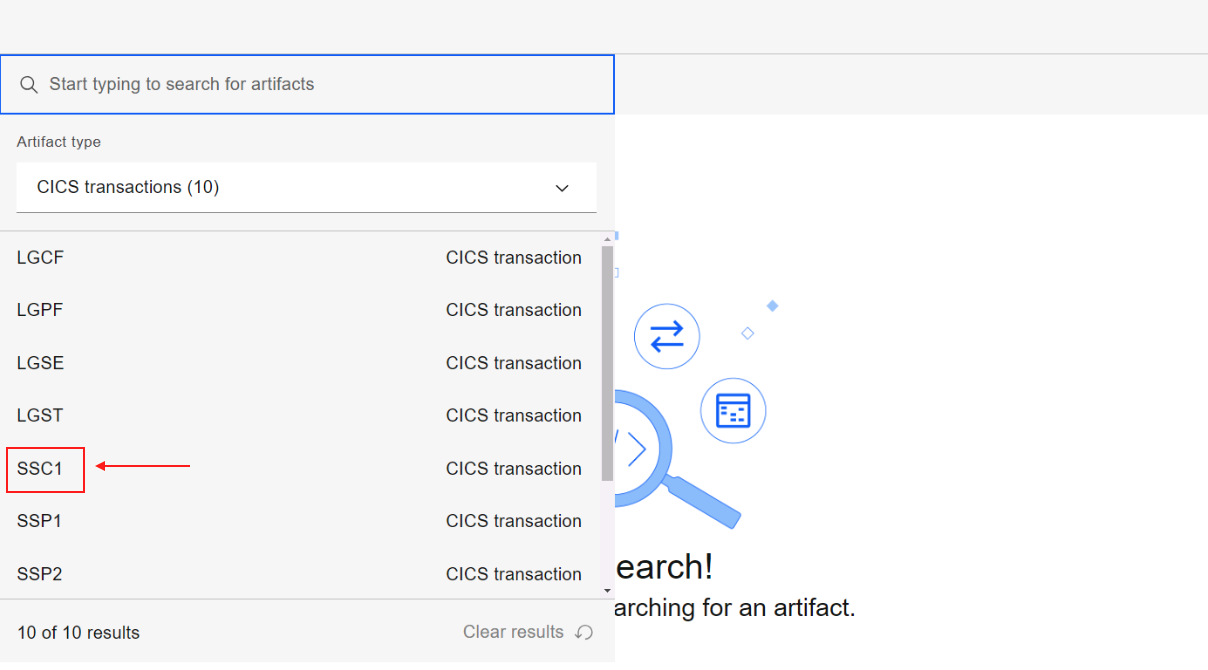 Start typing to search for artifacts
Artifact type
CICS transactions (10)
LGCF CICS transaction
LGPF CICS transaction
LGSE CICS transaction
LGST CICS transaction
SSC1 CICS transaction
SSP1 CICS transaction
SSP2 CICS transaction
earch!
arching for an artifact.
10 of 10 results Clear results